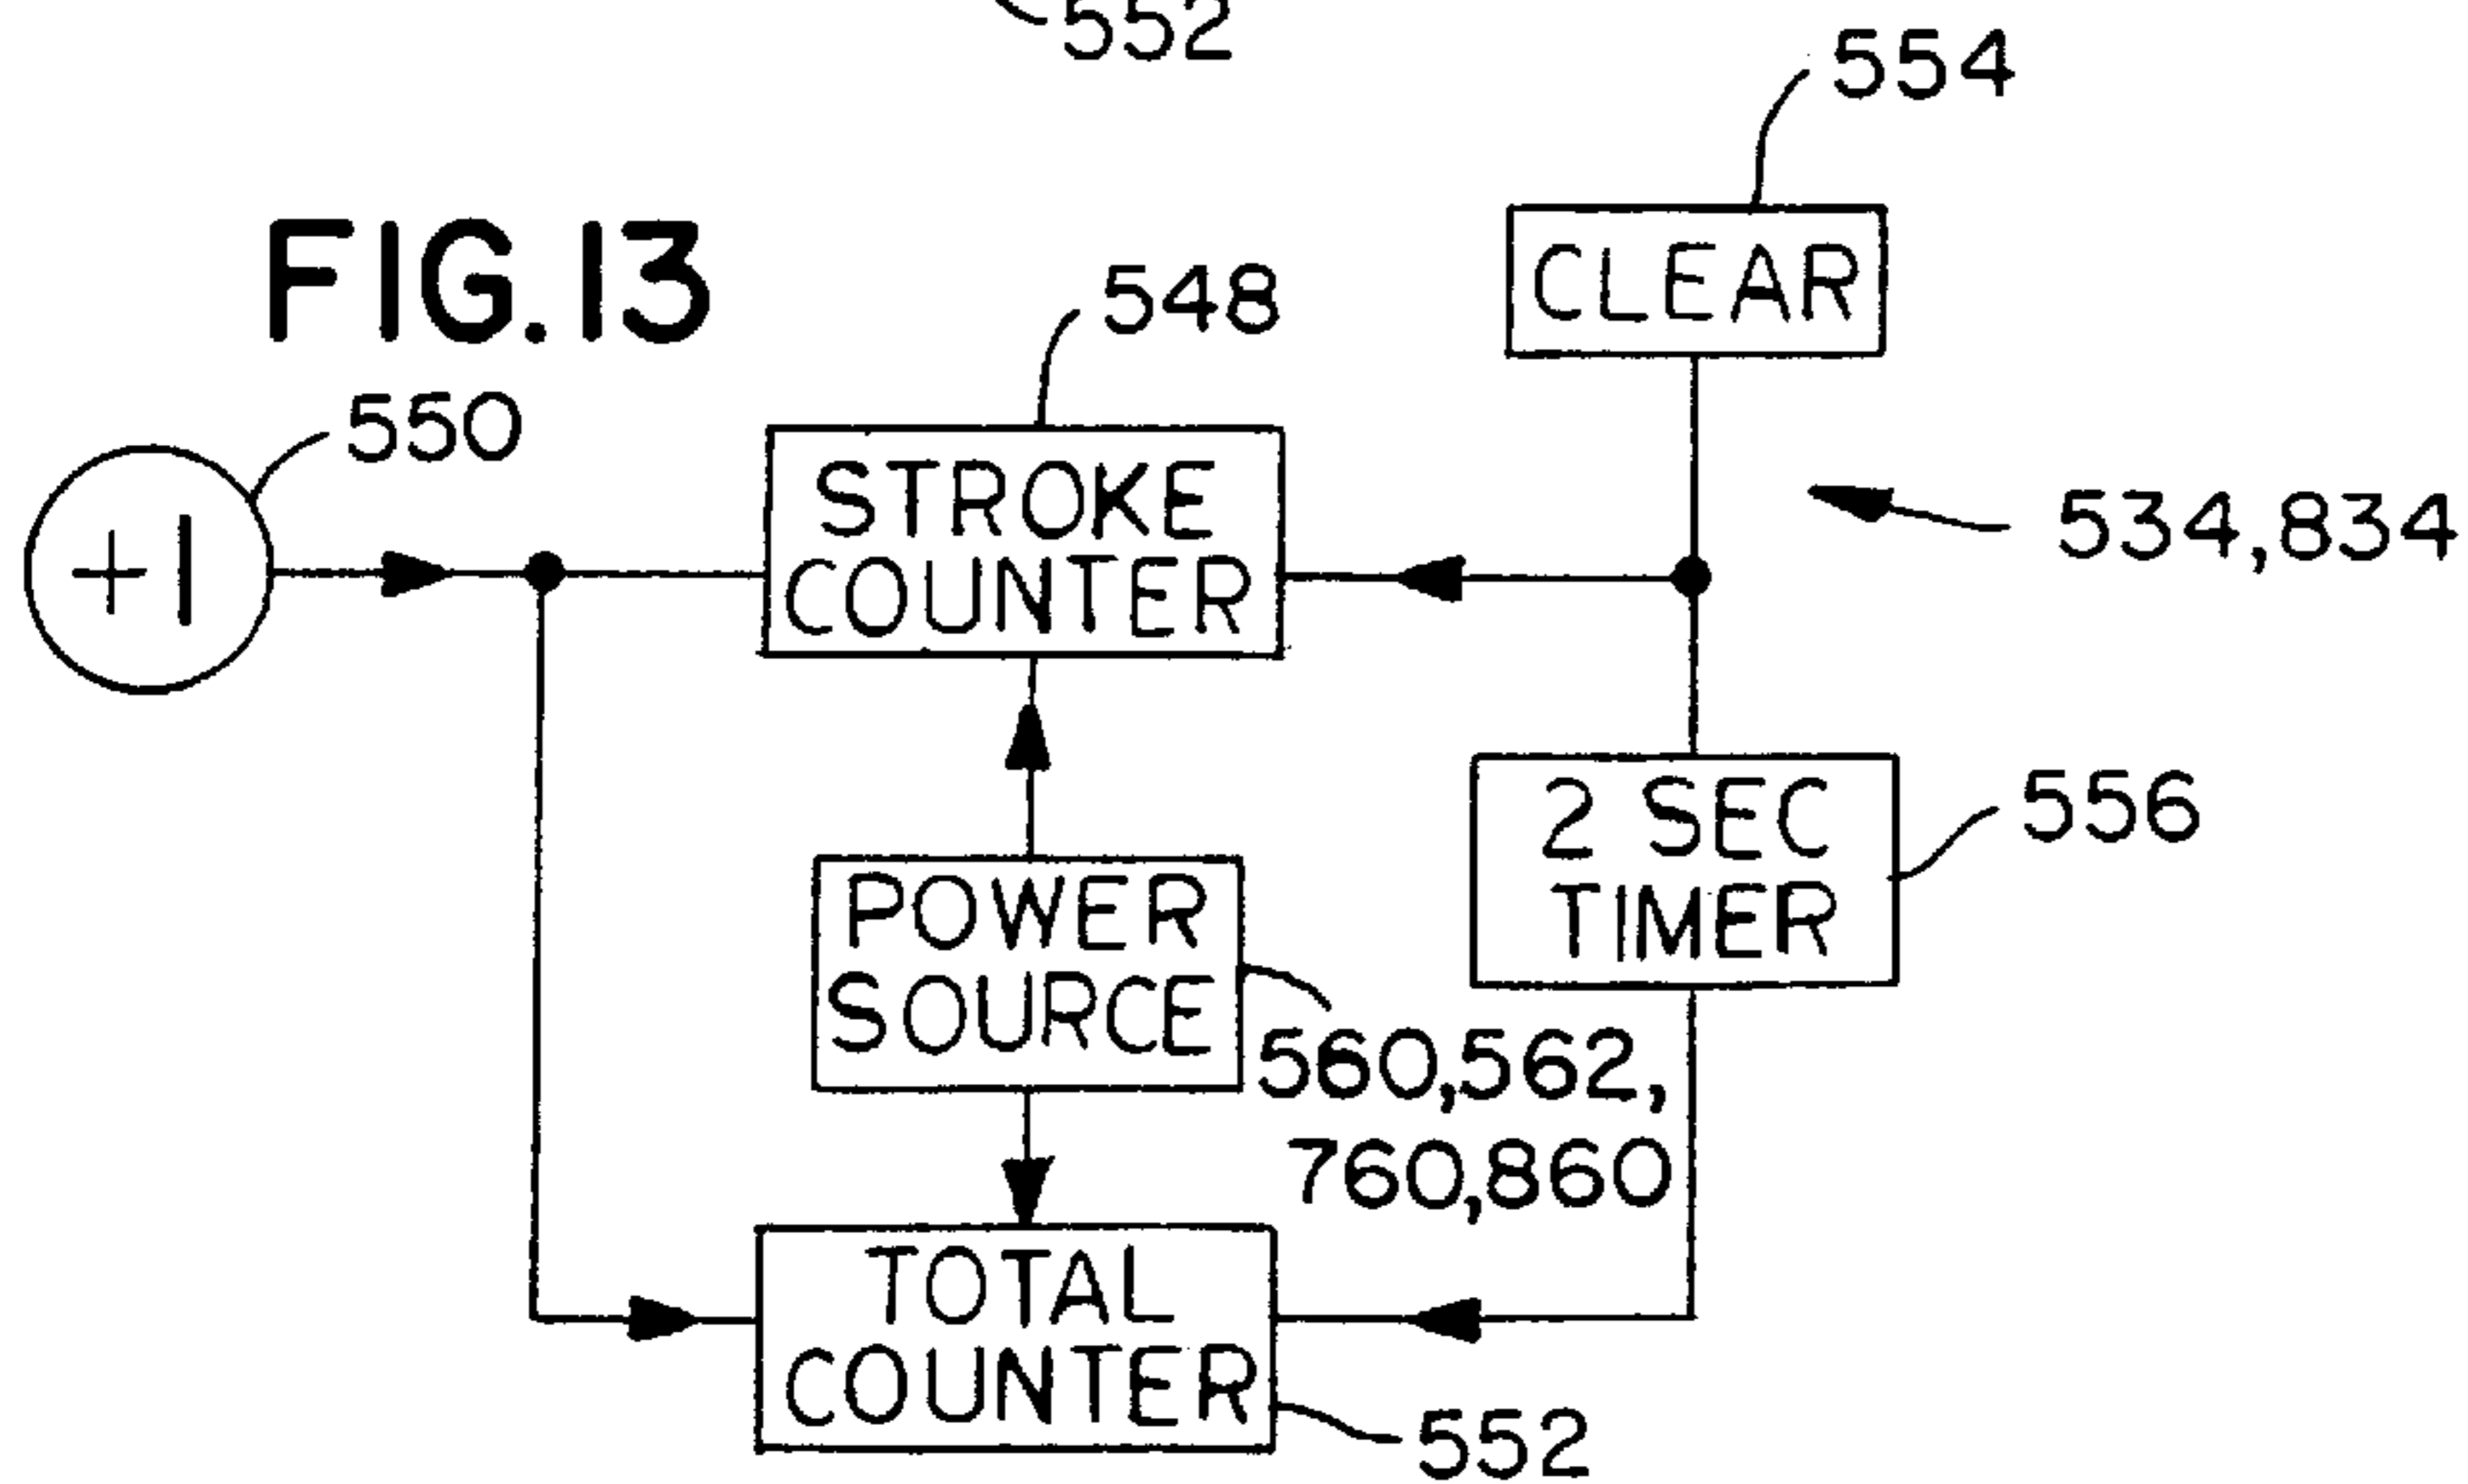 552
554
FIG.13
548
550
CLEAR
STROKE
COUNTER
+1
534,834
2 SEC
TIMER
556
POWER
SOURCE
560,562,
760,860
TOTAL
COUNTER
552